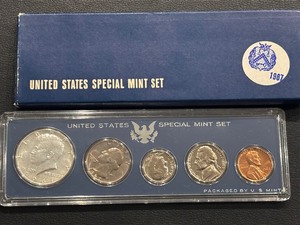 UNITED STATES SPECIAL MINT SET
1967
UNITED STATES SPECIAL MINT SET
PACKAGED BY U.S. MINT